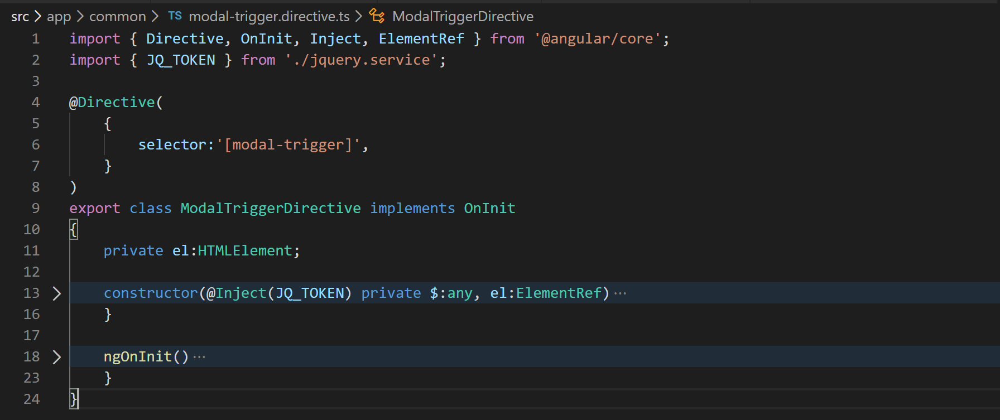 src > app > common > TS modal-trigger.directive.ts > ModalTriggerDirective
1 import { Directive, OnInit, Inject, ElementRef } from '@angular/core';
2 import { JQ_TOKEN } from './jquery.service';
3
4 @Directive(
5     {
6         selector:'[modal-trigger]',
7     }
8 )
9 export class ModalTriggerDirective implements OnInit
10 {
11     private el:HTMLElement;
12
13 >     constructor(@Inject(JQ_TOKEN) private $:any, el:ElementRef)···
16     }
17
18 >     ngOnInit()···
23     }
24 }